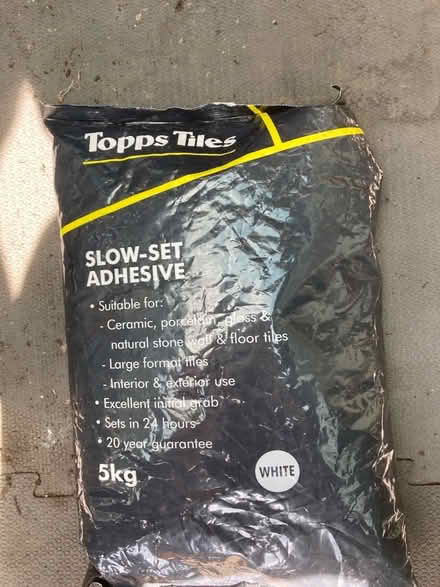 Topps Tiles
SLOW-SET
ADHESIVE
• Suitable for:
- Ceramic, porcelain, glass &
natural stone wall & floor tiles
- Large format tiles
- Interior & exterior use
• Excellent initial grab
• Sets in 24 hours
• 20 year guarantee
5kg
WHITE